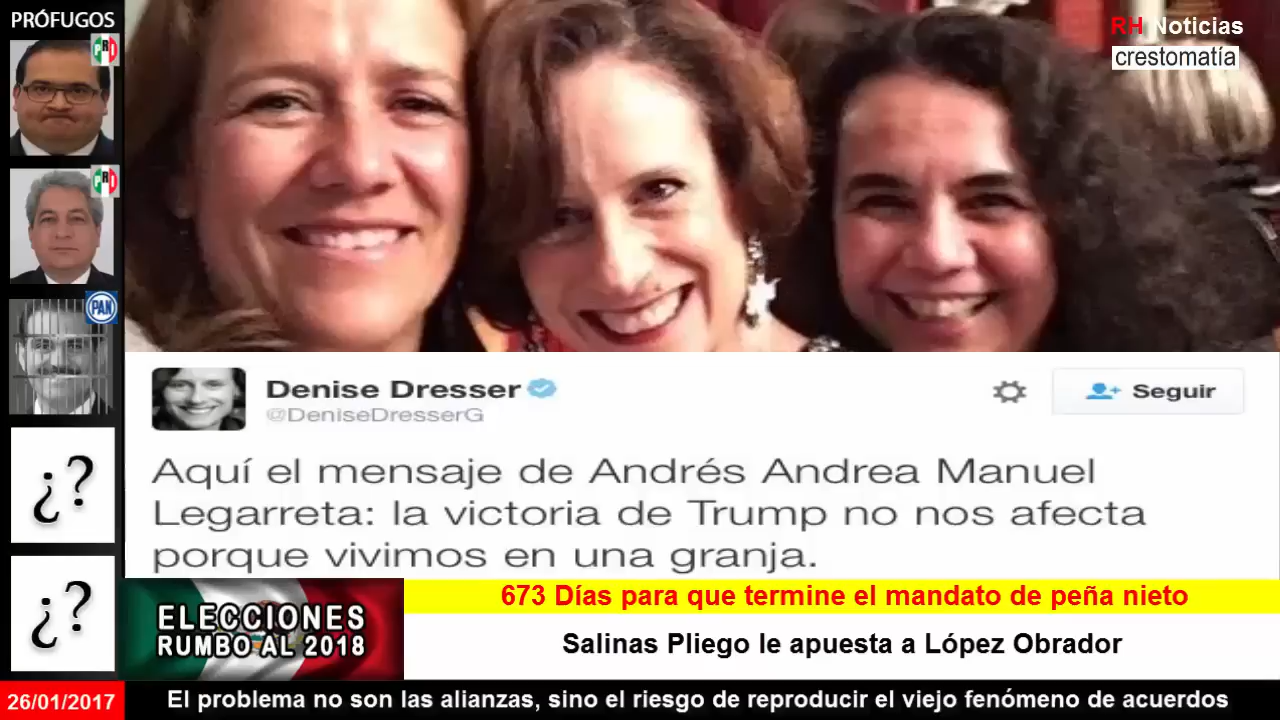 PRÓFUGOS
PRI
PRI
PAN
¿?
¿?
RH Noticias
crestomatía
Denise Dresser
@DeniseDresserG
Seguir
Aquí el mensaje de Andrés Andrea Manuel
Legarreta: la victoria de Trump no nos afecta
porque vivimos en una granja.
ELECCIONES
RUMBO AL 2018
673 Días para que termine el mandato de peña nieto
Salinas Pliego le apuesta a López Obrador
26/01/2017
El problema no son las alianzas, sino el riesgo de reproducir el viejo fenómeno de acuerdos